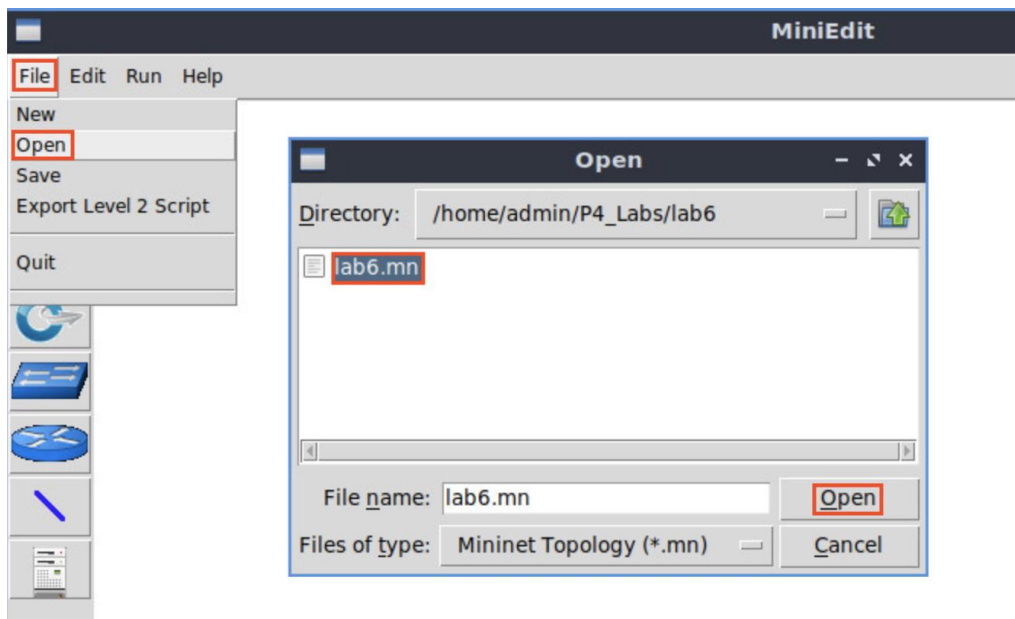 MiniEdit
File Edit Run Help
New
Open
Save
Export Level 2 Script
Quit
Open
Directory: /home/admin/P4_Labs/lab6
lab6.mn
File name: lab6.mn
Open
Files of type: Mininet Topology (*.mn)
Cancel